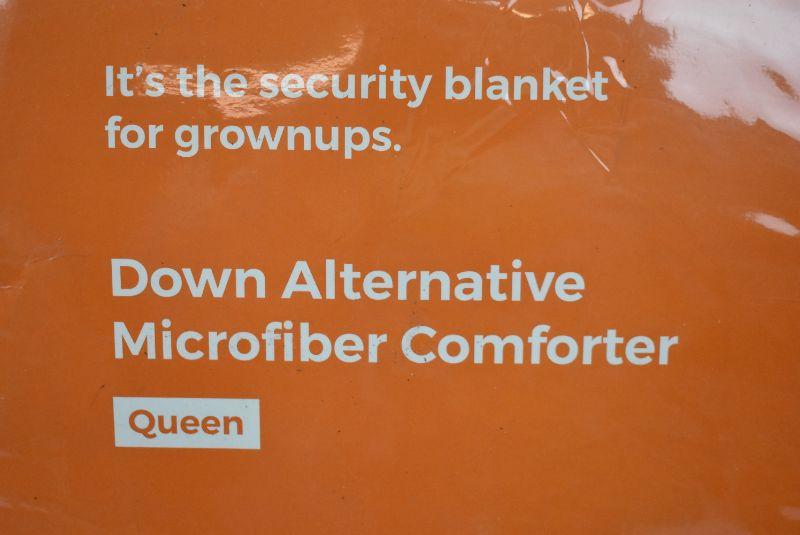 It's the security blanket
for grownups.
Down Alternative
Microfiber Comforter
Queen